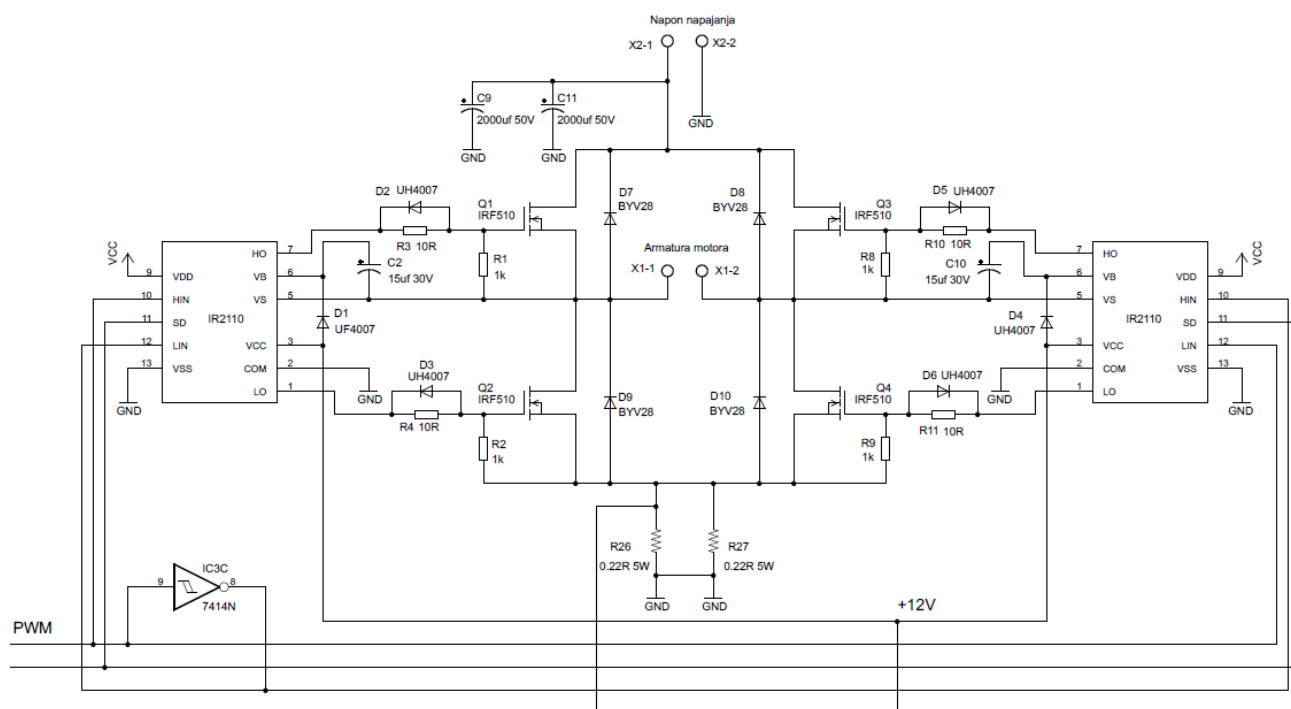 Napon napajanja
X2-1
X2-2
C9
2000uf 50V
C11
2000uf 50V
GND
GND
GND
D2
UH4007
R3 10R
Q1
IRF510
R1
1k
D7
BYV28
D8
BYV28
Q3
IRF510
R8
1k
D5
UH4007
R10 10R
C10
15uf 30V
C2
15uf 30V
Armatura motora
X1-1
X1-2
VCC
9 VDD
10 HIN
11 SD
12 LIN
13 VSS
IR2110
HO 7
VB 6
VS 5
VCC 3
COM 2
LO 1
GND
D1
UF4007
GND
D3
UH4007
R4 10R
Q2
IRF510
R2
1k
D9
BYV28
D10
BYV28
Q4
IRF510
R9
1k
D6 UH4007
R11 10R
D4
UH4007
GND
7 HO
6 VB
5 VS
3 VCC
2 COM
1 LO
IR2110
VDD 9
HIN 10
SD 11
LIN 12
VSS 13
VCC
GND
R26
0.22R 5W
R27
0.22R 5W
GND
GND
IC3C
9
8
7414N
PWM
+12V